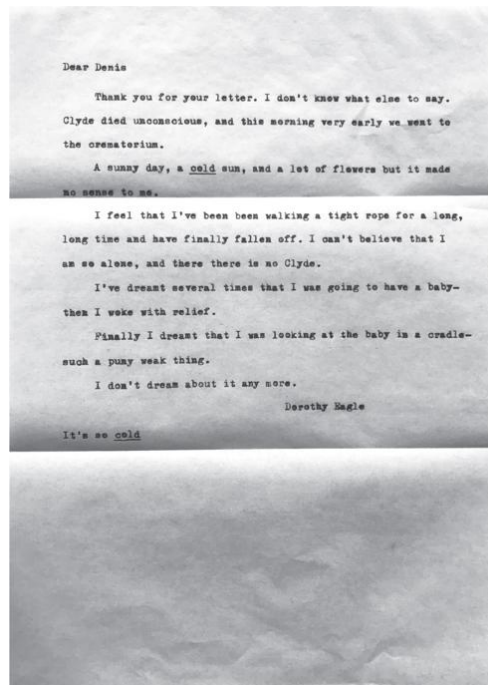 Dear Denis
Thank you for your letter. I don't know what else to say.
Clyde died unconscious, and this morning very early we went to
the crematorium.
A sunny day, a cold sun, and a lot of flowers but it made
no sense to me.
I feel that I've been been walking a tight rope for a long,
long time and have finally fallen off. I can't believe that I
am so alone, and there there is no Clyde.
I've dreamt several times that I was going to have a baby-
then I woke with relief.
Finally I dreamt that I was looking at the baby in a cradle-
such a puny weak thing.
I don't dream about it any more.
Dorothy Eagle
It's so cold